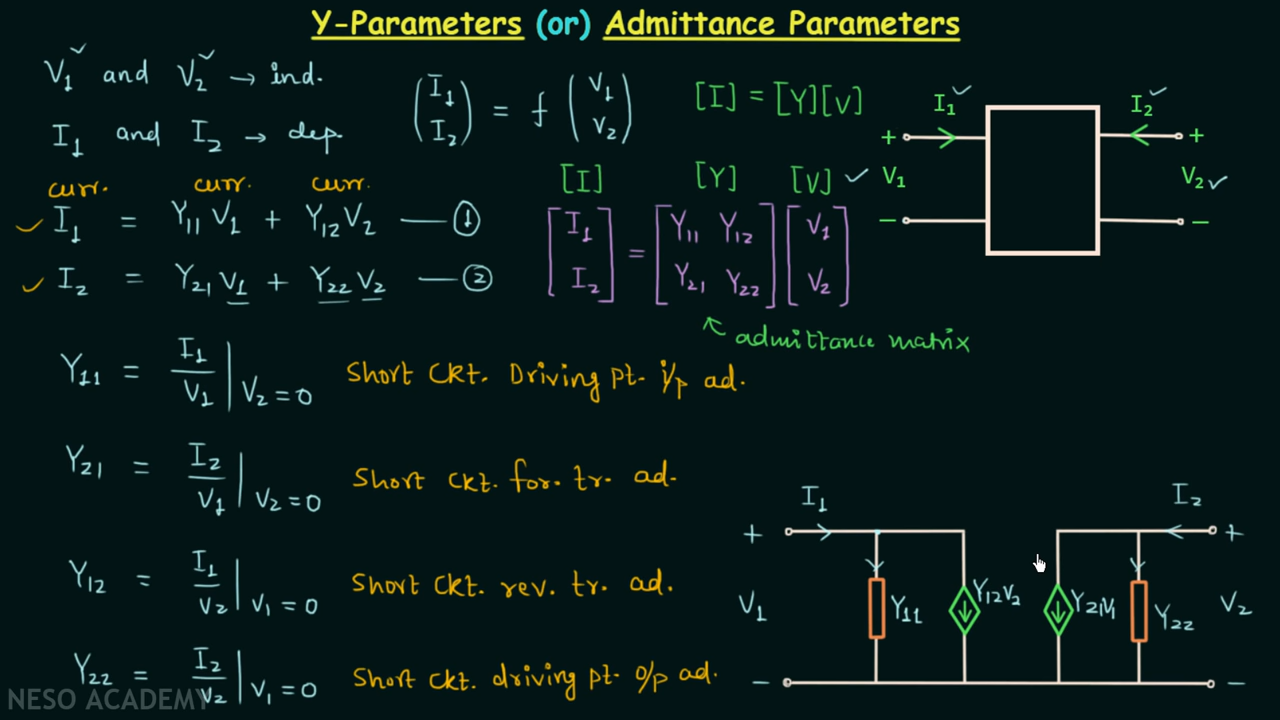 Y-Parameters (or) Admittance Parameters
V1 and V2 → ind.
I1 and I2 → dep.
(I1 I2) = f (V1 V2)
[I] = [Y][V]
I1 I2
+ +
V1 V2
− −
curr. curr. curr.
I1 = Y11 V1 + Y12 V2 — ①
I2 = Y21 V1 + Y22 V2 — ②
[I] [Y] [V]
[I1] = [Y11 Y12] [V1]
[I2] [Y21 Y22] [V2]
admittance matrix
Y11 = I1/V1 | V2 = 0 Short Ckt. Driving pt. i/p ad.
Y21 = I2/V1 | V2 = 0 Short Ckt. for. tr. ad.
Y12 = I1/V2 | V1 = 0 Short Ckt. rev. tr. ad.
Y22 = I2/V2 | V1 = 0 Short Ckt. driving pt. o/p ad.
I1 I2
+ +
V1 Y11 Y12V2 Y21V1 Y22 V2
− −
NESO ACADEMY